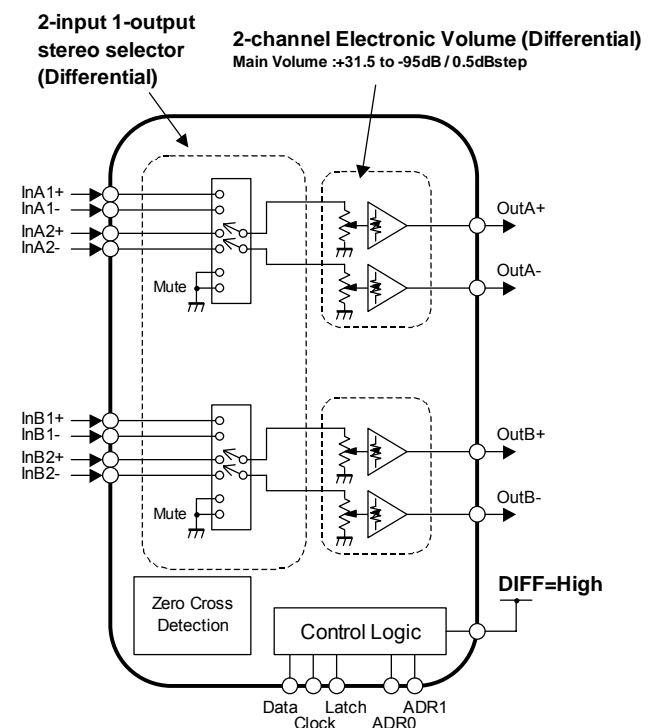 2-input 1-output
stereo selector
(Differential)
2-channel Electronic Volume (Differential)
Main Volume :+31.5 to -95dB / 0.5dBstep
InA1+
InA1-
InA2+
InA2-
Mute
OutA+
OutA-
InB1+
InB1-
InB2+
InB2-
Mute
OutB+
OutB-
DIFF=High
Zero Cross
Detection
Control Logic
Data
Clock
Latch
ADR0
ADR1